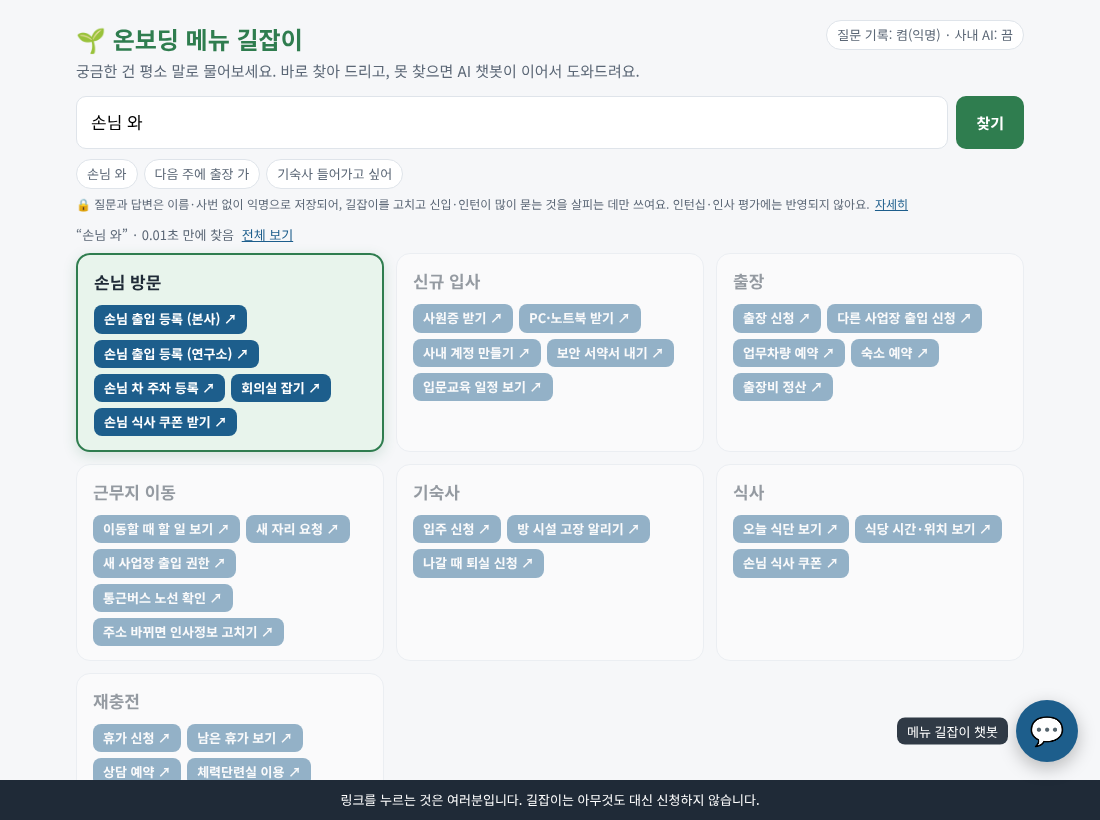 🌱 온보딩 메뉴 길잡이
질문 기록: 켬(익명) · 사내 AI: 끔
궁금한 건 평소 말로 물어보세요. 바로 찾아 드리고, 못 찾으면 AI 챗봇이 이어서 도와드려요.
손님 와
찾기
손님 와
다음 주에 출장 가
기숙사 들어가고 싶어
🔒 질문과 답변은 이름·사번 없이 익명으로 저장되어, 길잡이를 고치고 신입·인턴이 많이 묻는 것을 살피는 데만 쓰여요. 인턴십·인사 평가에는 반영되지 않아요. 자세히
“손님 와” · 0.01초 만에 찾음 전체 보기
손님 방문
손님 출입 등록 (본사) ↗
손님 출입 등록 (연구소) ↗
손님 차 주차 등록 ↗ 회의실 잡기 ↗
손님 식사 쿠폰 받기 ↗
신규 입사
사원증 받기 ↗ PC·노트북 받기 ↗
사내 계정 만들기 ↗ 보안 서약서 내기 ↗
입문교육 일정 보기 ↗
출장
출장 신청 ↗ 다른 사업장 출입 신청 ↗
업무차량 예약 ↗ 숙소 예약 ↗
출장비 정산 ↗
근무지 이동
이동할 때 할 일 보기 ↗ 새 자리 요청 ↗
새 사업장 출입 권한 ↗
통근버스 노선 확인 ↗
주소 바뀌면 인사정보 고치기 ↗
기숙사
입주 신청 ↗ 방 시설 고장 알리기 ↗
나갈 때 퇴실 신청 ↗
식사
오늘 식단 보기 ↗ 식당 시간·위치 보기 ↗
손님 식사 쿠폰 ↗
재충전
휴가 신청 ↗ 남은 휴가 보기 ↗
상담 예약 ↗ 체력단련실 이용 ↗
메뉴 길잡이 챗봇
링크를 누르는 것은 여러분입니다. 길잡이는 아무것도 대신 신청하지 않습니다.